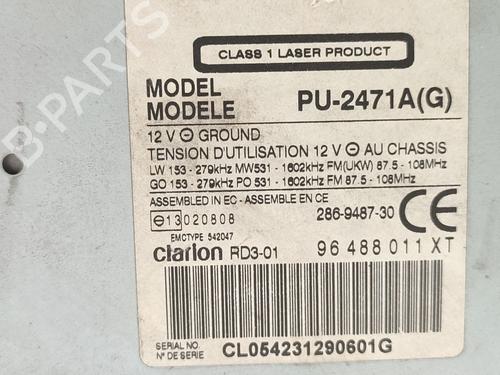 CLASS 1 LASER PRODUCT
MODEL
MODELE PU-2471A(G)
12 V ⊖ GROUND
TENSION D'UTILISATION 12 V ⊖ AU CHASSIS
LW 153 - 279kHz MW531 - 1602kHz FM(UKW) 87.5 - 108MHz
GO 153 - 279kHz PO 531 - 1602kHz FM 87.5 - 108MHz
ASSEMBLED IN EC - ASSEMBLE EN CE
286-9487-30 CE
e13 020808
EMCTYPE 542047
clarion RD3-01 96 488 011 XT
SERIAL NO.
N° DE SERIE CL054231290601G
B-PARTS